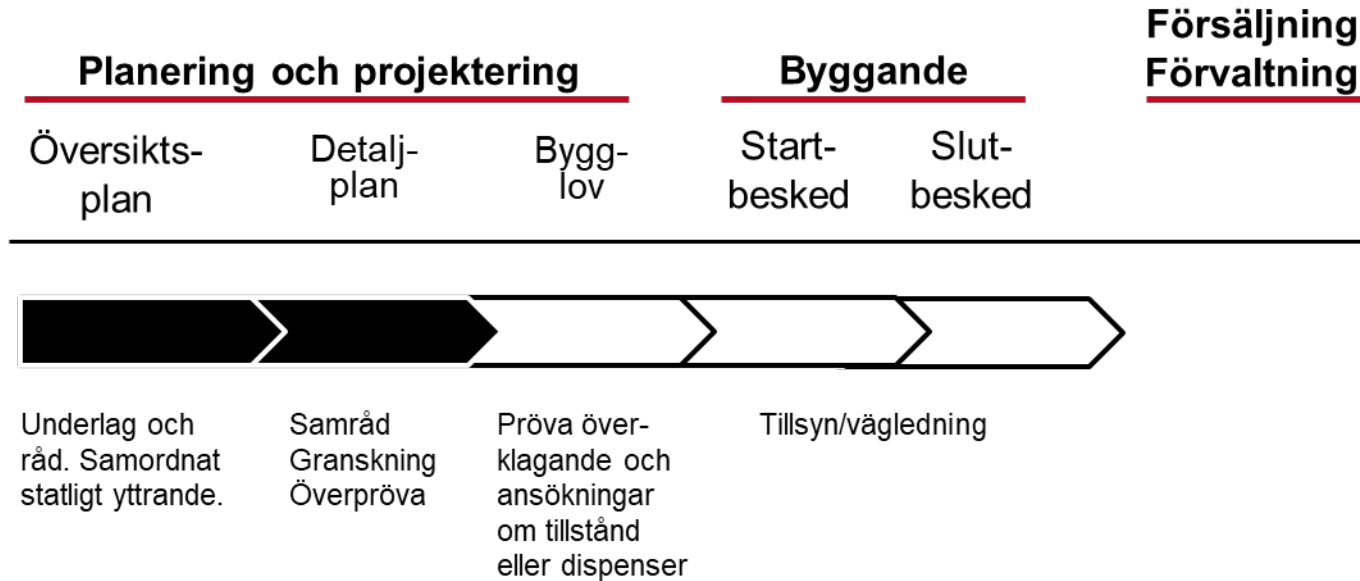 Försäljning
Planering och projektering
Byggande
Förvaltning
Översikts-
plan
Detalj-
plan
Bygg-
lov
Start-
besked
Slut-
besked
Underlag och
råd. Samordnat
statligt yttrande.
Samråd
Granskning
Överpröva
Pröva över-
klagande och
ansökningar
om tillstånd
eller dispenser
Tillsyn/vägledning